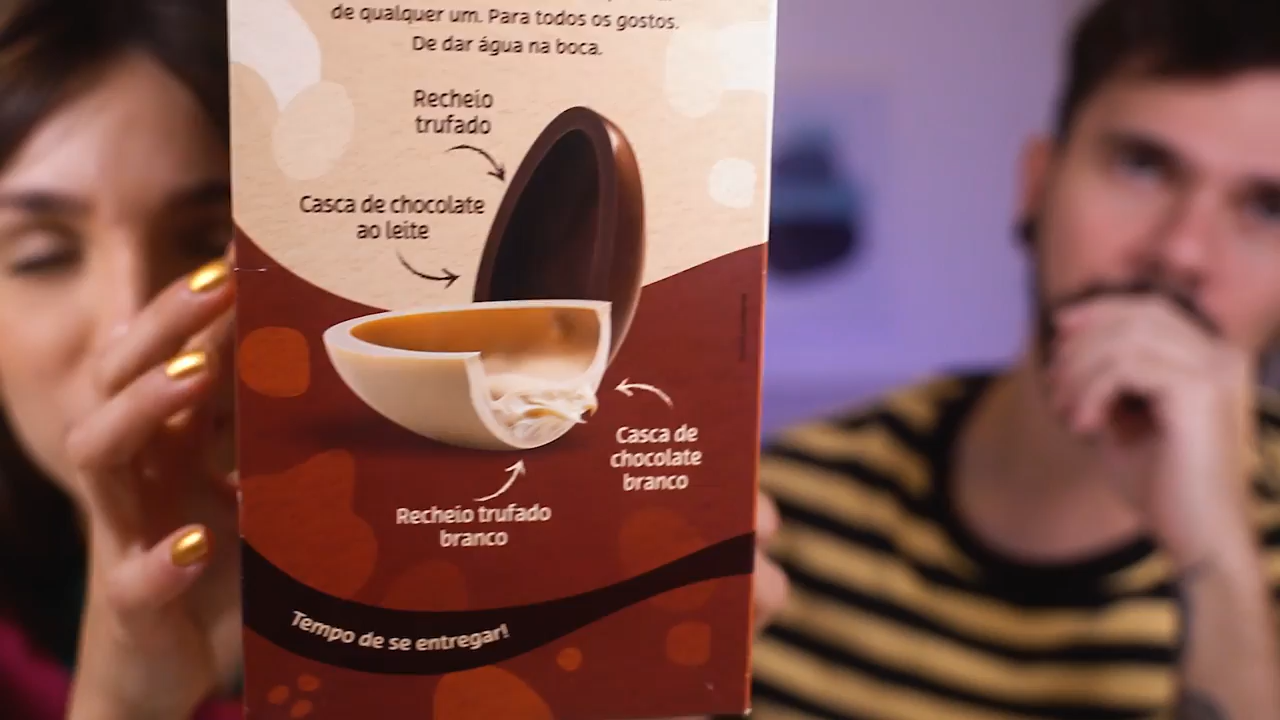 de qualquer um. Para todos os gostos.
De dar água na boca.
Recheio
trufado
Casca de chocolate
ao leite
Casca de
chocolate
branco
Recheio trufado
branco
Tempo de se entregar!